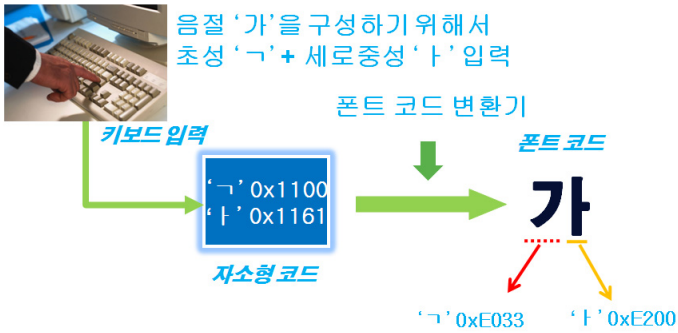 음절 ‘가’을 구성하기 위해서
초성 ‘ㄱ’ + 세로중성 ‘ㅏ’ 입력
폰트 코드 변환기
키보드 입력
폰트 코드
‘ㄱ’ 0x1100
‘ㅏ’ 0x1161
가
자소형 코드
‘ㄱ’ 0xE033
‘ㅏ’ 0xE200